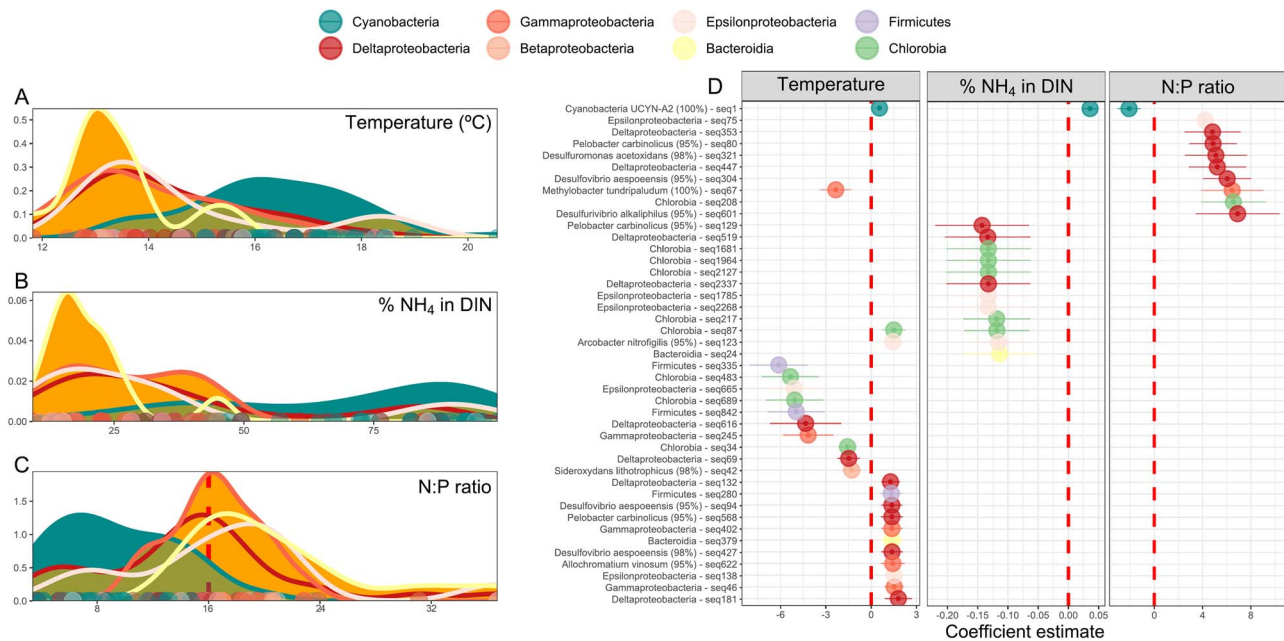 Cyanobacteria Gammaproteobacteria Epsilonproteobacteria Firmicutes
Deltaproteobacteria Betaproteobacteria Bacteroidia Chlorobia
A
Temperature (ºC)
0.5
0.4
0.3
0.2
0.1
0.0
12 14 16 18 20
B
% NH4 in DIN
0.06
0.04
0.02
0.00
25 50 75
C
N:P ratio
1.5
1.0
0.5
0.0
8 16 24 32
D
Temperature % NH4 in DIN N:P ratio
Cyanobacteria UCYN-A2 (100%) - seq1
Epsilonproteobacteria - seq75
Deltaproteobacteria - seq353
Pelobacter carbinolicus (95%) - seq80
Desulfuromonas acetoxidans (98%) - seq321
Deltaproteobacteria - seq447
Desulfovibrio aespoeensis (95%) - seq304
Methylobacter tundripaludum (100%) - seq67
Chlorobia - seq208
Desulfurivibrio alkaliphilus (95%) - seq601
Pelobacter carbinolicus (95%) - seq129
Deltaproteobacteria - seq519
Chlorobia - seq1681
Chlorobia - seq1964
Chlorobia - seq2127
Deltaproteobacteria - seq2337
Epsilonproteobacteria - seq1785
Epsilonproteobacteria - seq2268
Chlorobia - seq217
Chlorobia - seq87
Arcobacter nitrofigilis (95%) - seq123
Bacteroidia - seq24
Firmicutes - seq335
Chlorobia - seq483
Epsilonproteobacteria - seq665
Chlorobia - seq689
Firmicutes - seq842
Deltaproteobacteria - seq616
Gammaproteobacteria - seq245
Chlorobia - seq34
Deltaproteobacteria - seq69
Sideroxydans lithotrophicus (98%) - seq42
Deltaproteobacteria - seq132
Firmicutes - seq280
Desulfovibrio aespoeensis (95%) - seq94
Pelobacter carbinolicus (95%) - seq568
Gammaproteobacteria - seq402
Bacteroidia - seq379
Desulfovibrio aespoeensis (98%) - seq427
Allochromatium vinosum (95%) - seq622
Epsilonproteobacteria - seq138
Gammaproteobacteria - seq46
Deltaproteobacteria - seq181
-6 -3 0 3 -0.20 -0.15 -0.10 -0.05 0.00 0.05 0 4 8
Coefficient estimate